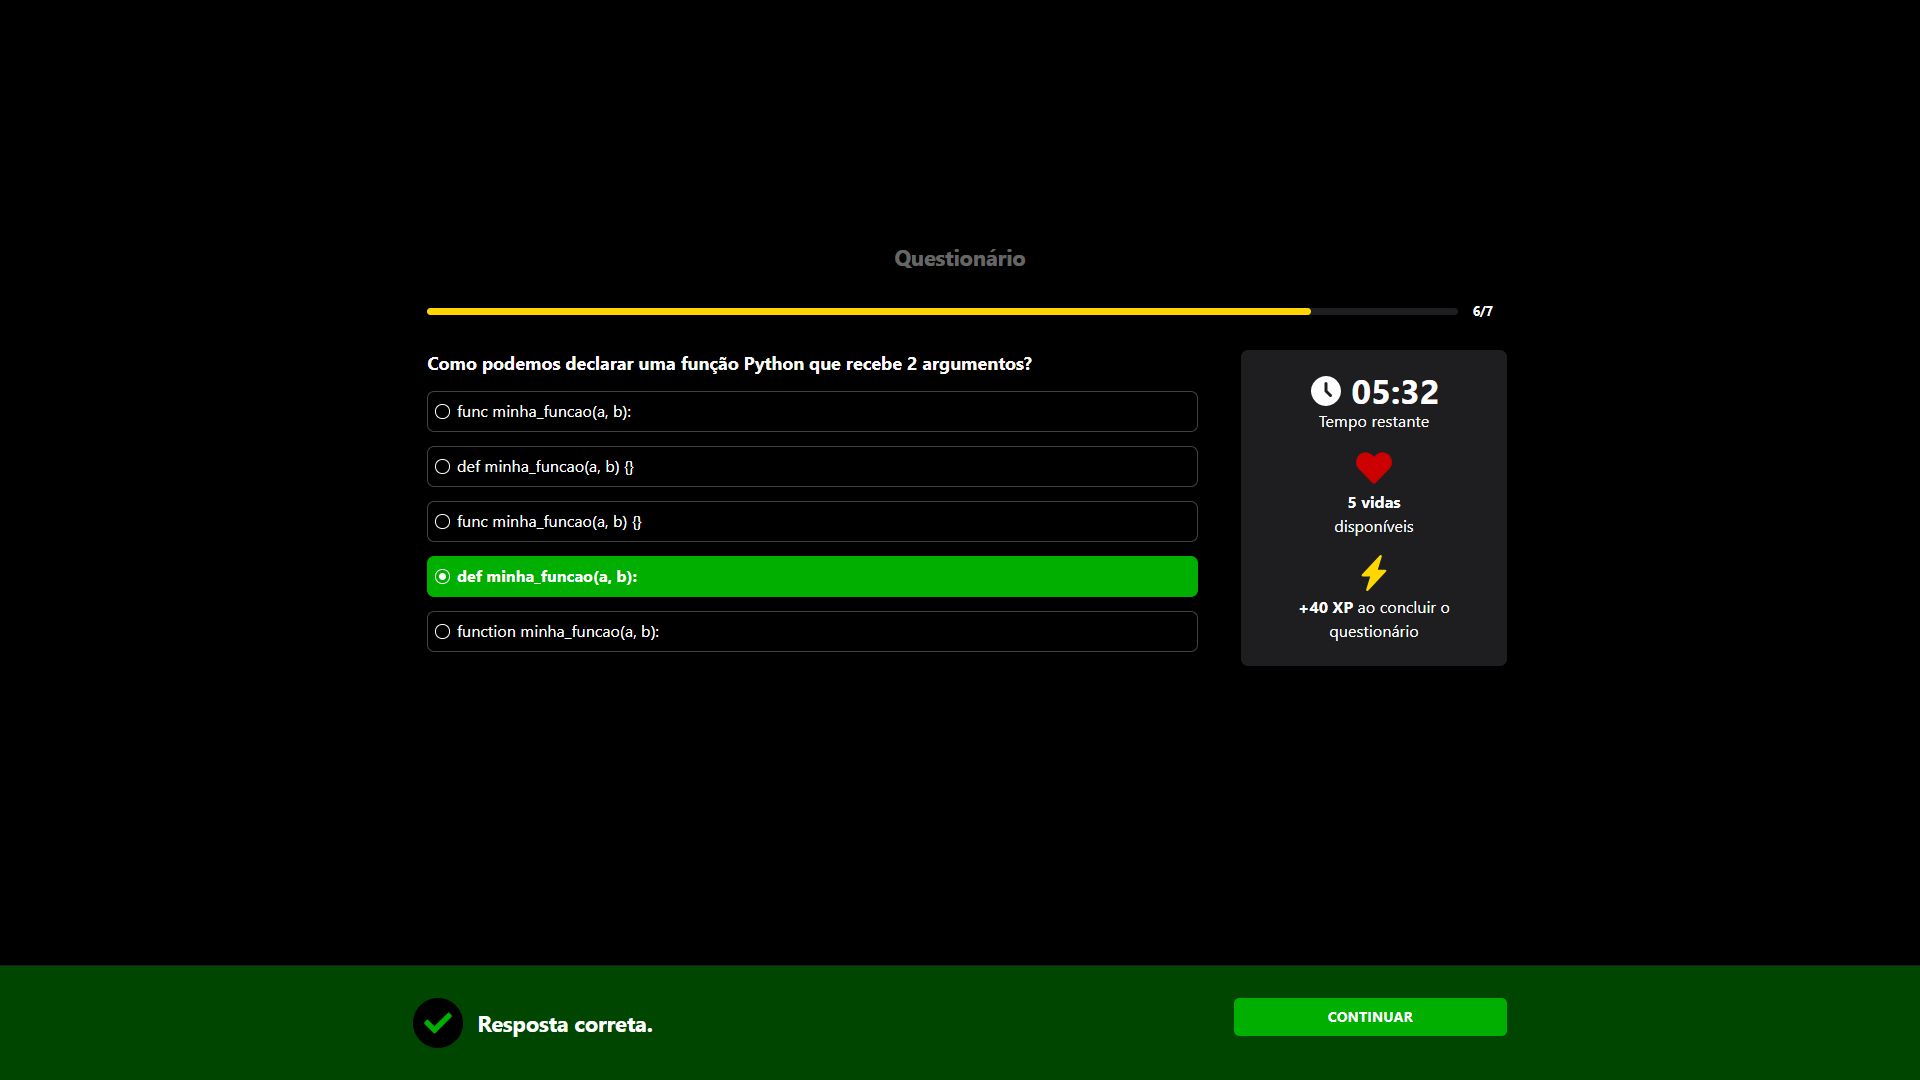 Questionário
6/7
Como podemos declarar uma função Python que recebe 2 argumentos?
func minha_funcao(a, b):
def minha_funcao(a, b) {}
func minha_funcao(a, b) {}
def minha_funcao(a, b):
function minha_funcao(a, b):
05:32
Tempo restante
5 vidas
disponíveis
+40 XP ao concluir o
questionário
Resposta correta.
CONTINUAR